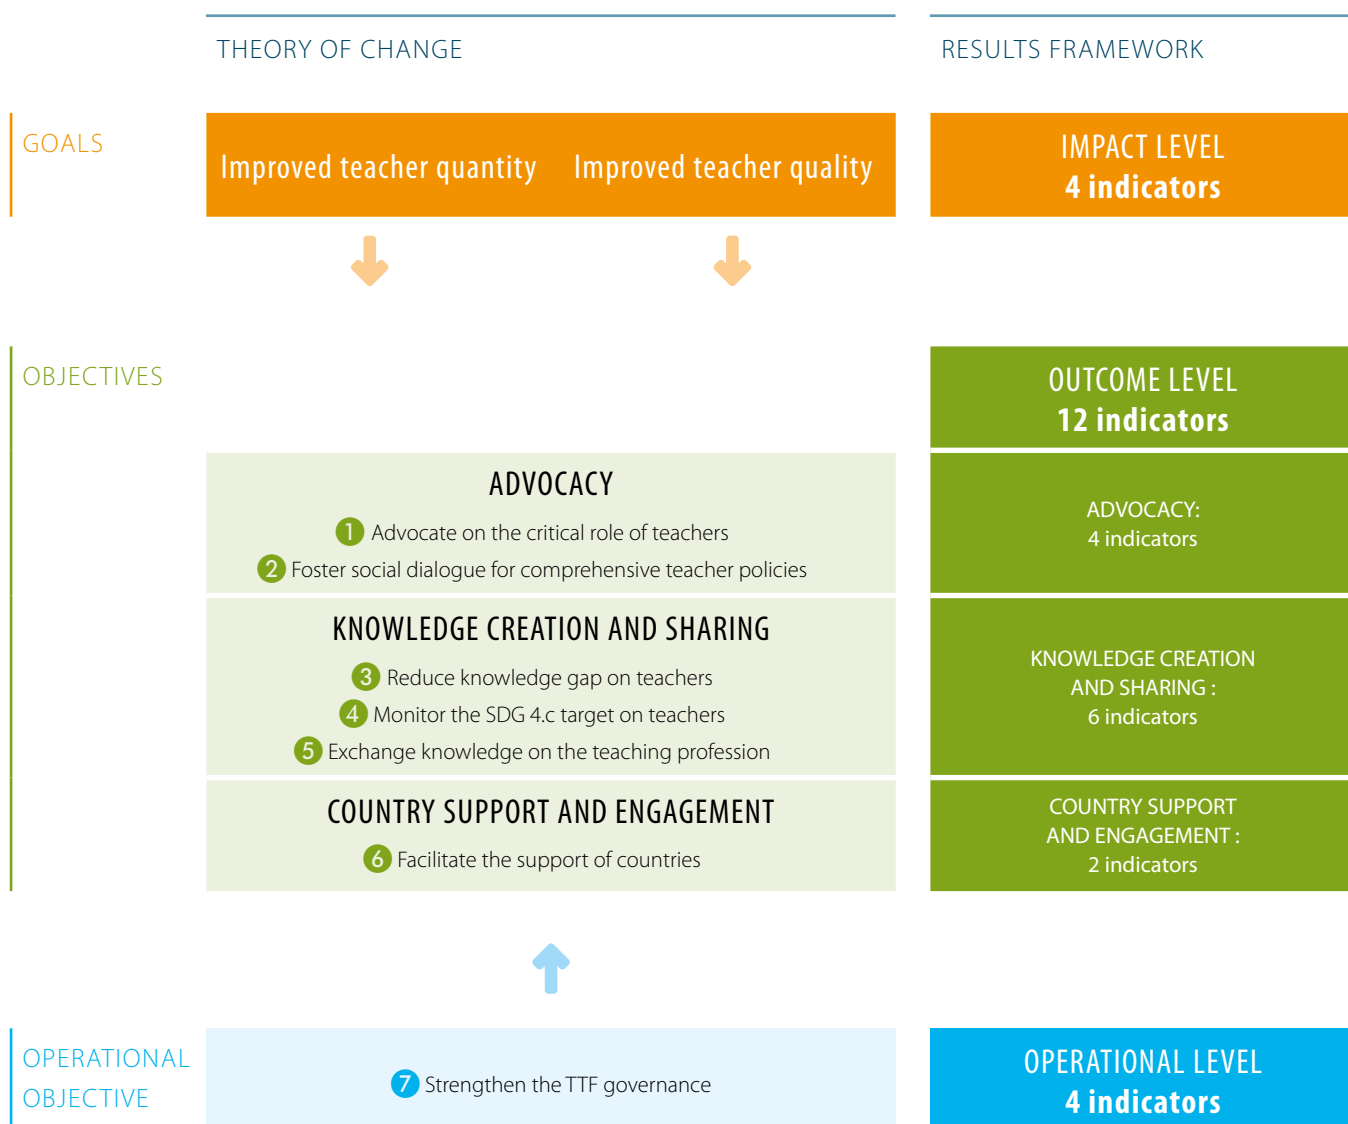 THEORY OF CHANGE
RESULTS FRAMEWORK
GOALS
Improved teacher quantity
Improved teacher quality
IMPACT LEVEL
4 indicators
OBJECTIVES
OUTCOME LEVEL
12 indicators
ADVOCACY
1 Advocate on the critical role of teachers
2 Foster social dialogue for comprehensive teacher policies
ADVOCACY:
4 indicators
KNOWLEDGE CREATION AND SHARING
3 Reduce knowledge gap on teachers
4 Monitor the SDG 4.c target on teachers
5 Exchange knowledge on the teaching profession
KNOWLEDGE CREATION
AND SHARING :
6 indicators
COUNTRY SUPPORT AND ENGAGEMENT
6 Facilitate the support of countries
COUNTRY SUPPORT
AND ENGAGEMENT :
2 indicators
OPERATIONAL
OBJECTIVE
7 Strengthen the TTF governance
OPERATIONAL LEVEL
4 indicators